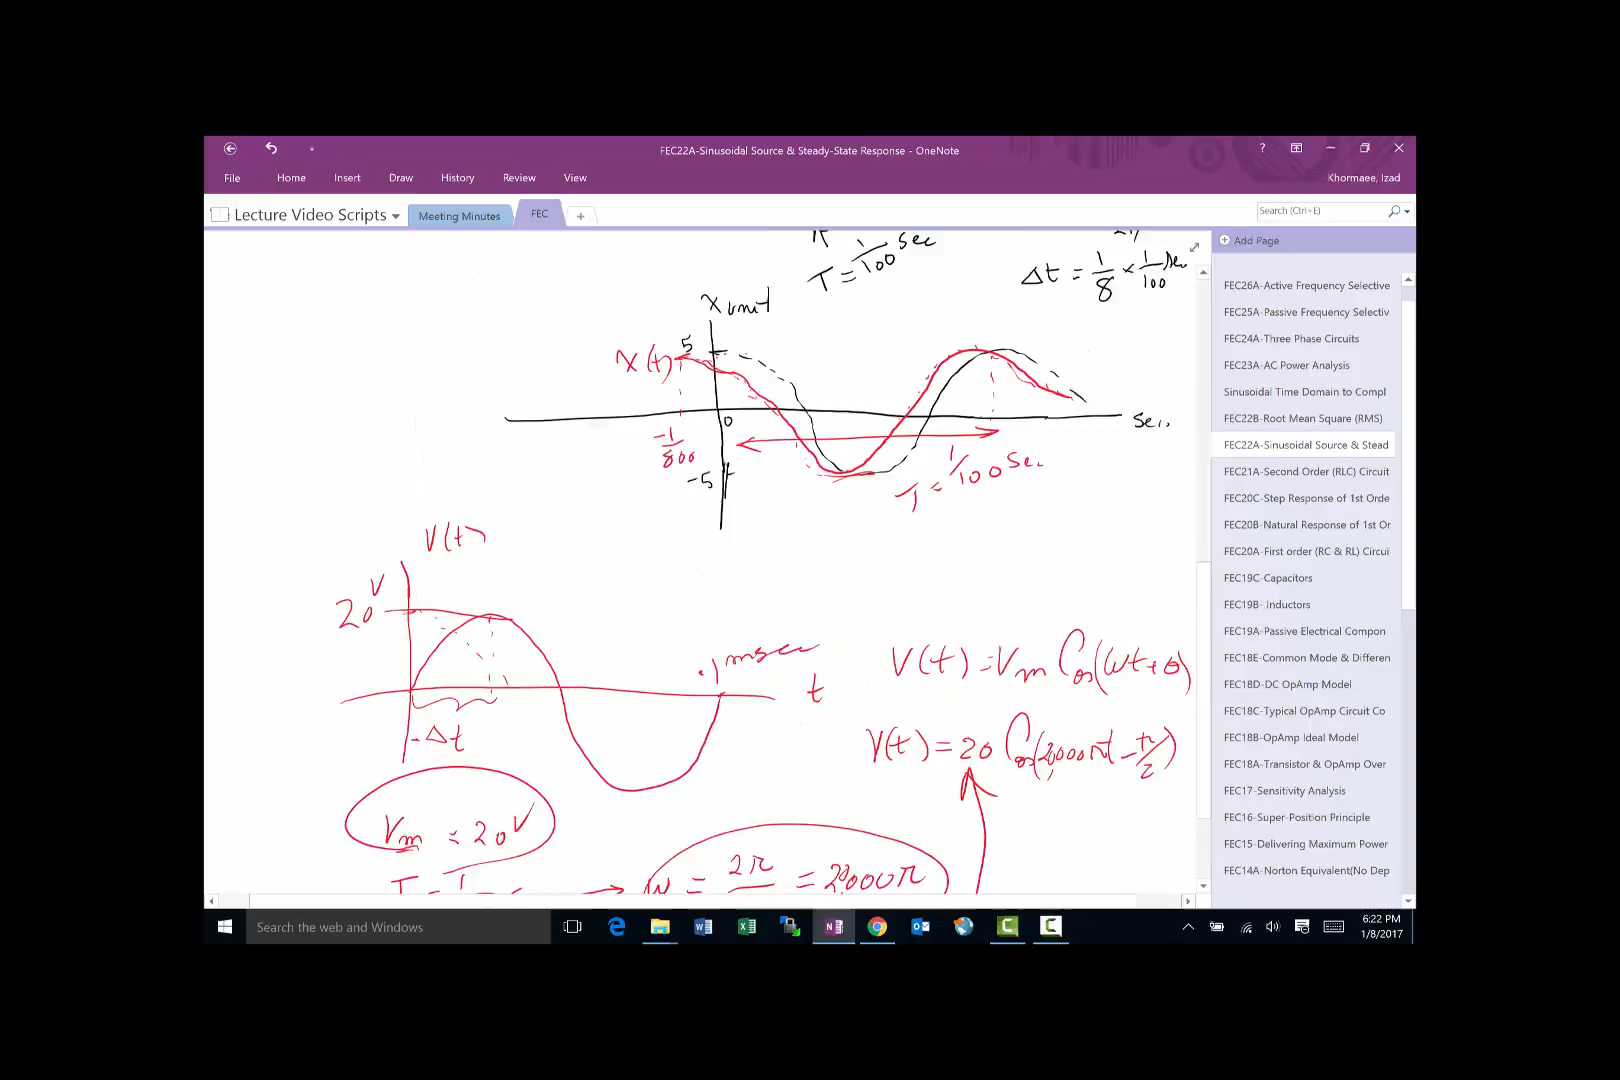 FEC22A-Sinusoidal Source & Steady-State Response - OneNote
?
File Home Insert Draw History Review View
Khormaee, Izad
Lecture Video Scripts
Meeting Minutes
FEC
Search (Ctrl+E)
Add Page
FEC26A-Active Frequency Selective
FEC25A-Passive Frequency Selectiv
FEC24A-Three Phase Circuits
FEC23A-AC Power Analysis
Sinusoidal Time Domain to Compl
FEC22B-Root Mean Square (RMS)
FEC22A-Sinusoidal Source & Stead
FEC21A-Second Order (RLC) Circuit
FEC20C-Step Response of 1st Orde
FEC20B-Natural Response of 1st Or
FEC20A-First order (RC & RL) Circui
FEC19C-Capacitors
FEC19B- Inductors
FEC19A-Passive Electrical Compon
FEC18E-Common Mode & Differen
FEC18D-DC OpAmp Model
FEC18C-Typical OpAmp Circuit Co
FEC18B-OpAmp Ideal Model
FEC18A-Transistor & OpAmp Over
FEC17-Sensitivity Analysis
FEC16-Super-Position Principle
FEC15-Delivering Maximum Power
FEC14A-Norton Equivalent(No Dep
T = 1/100 sec
Δt = 1/8 × 1/100 sec
X unit
5
X(t)
0
Sec.
-1/800
-5
T = 1/100 Sec.
V(t)
20 V
.1 msec
t
-Δt
V(t) = Vm Cos(ωt+θ)
V(t) = 20 Cos(20,000πt - π/2)
Vm = 20 V
2π
= 20,000π
Search the web and Windows
6:22 PM
1/8/2017